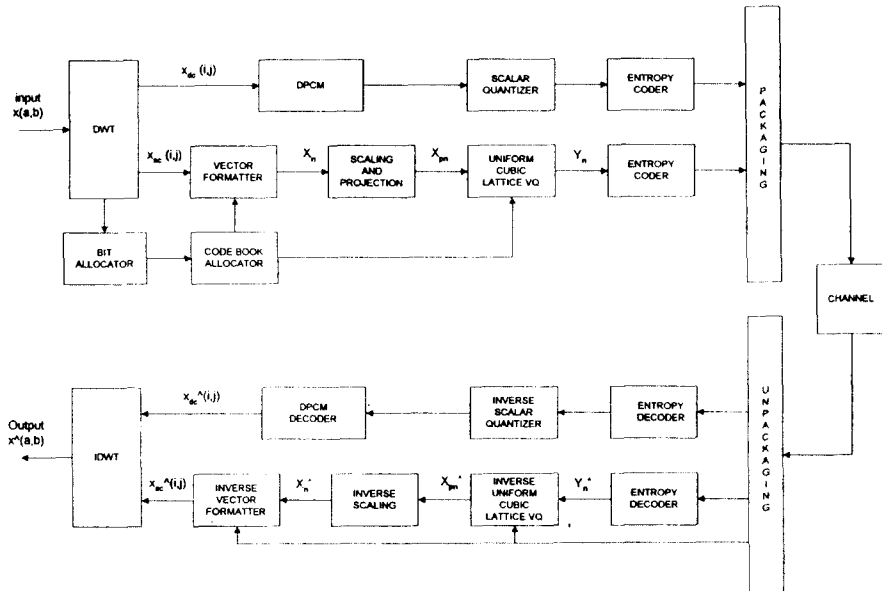 input
x(a,b)
DWT
x_dc (i,j)
DPCM
SCALAR
QUANTIZER
ENTROPY
CODER
PACKAGING
x_ac (i,j)
VECTOR
FORMATTER
X_n
SCALING
AND
PROJECTION
X_pn
UNIFORM
CUBIC
LATTICE VQ
Y_n
ENTROPY
CODER
BIT
ALLOCATOR
CODE BOOK
ALLOCATOR
CHANNEL
Output
x^(a,b)
IDWT
x_dc^(i,j)
DPCM
DECODER
INVERSE
SCALAR
QUANTIZER
ENTROPY
DECODER
UNPACKAGING
x_ac^(i,j)
INVERSE
VECTOR
FORMATTER
X_n^
INVERSE
SCALING
X_pn^
INVERSE
UNIFORM
CUBIC
LATTICE VQ
Y_n^
ENTROPY
DECODER